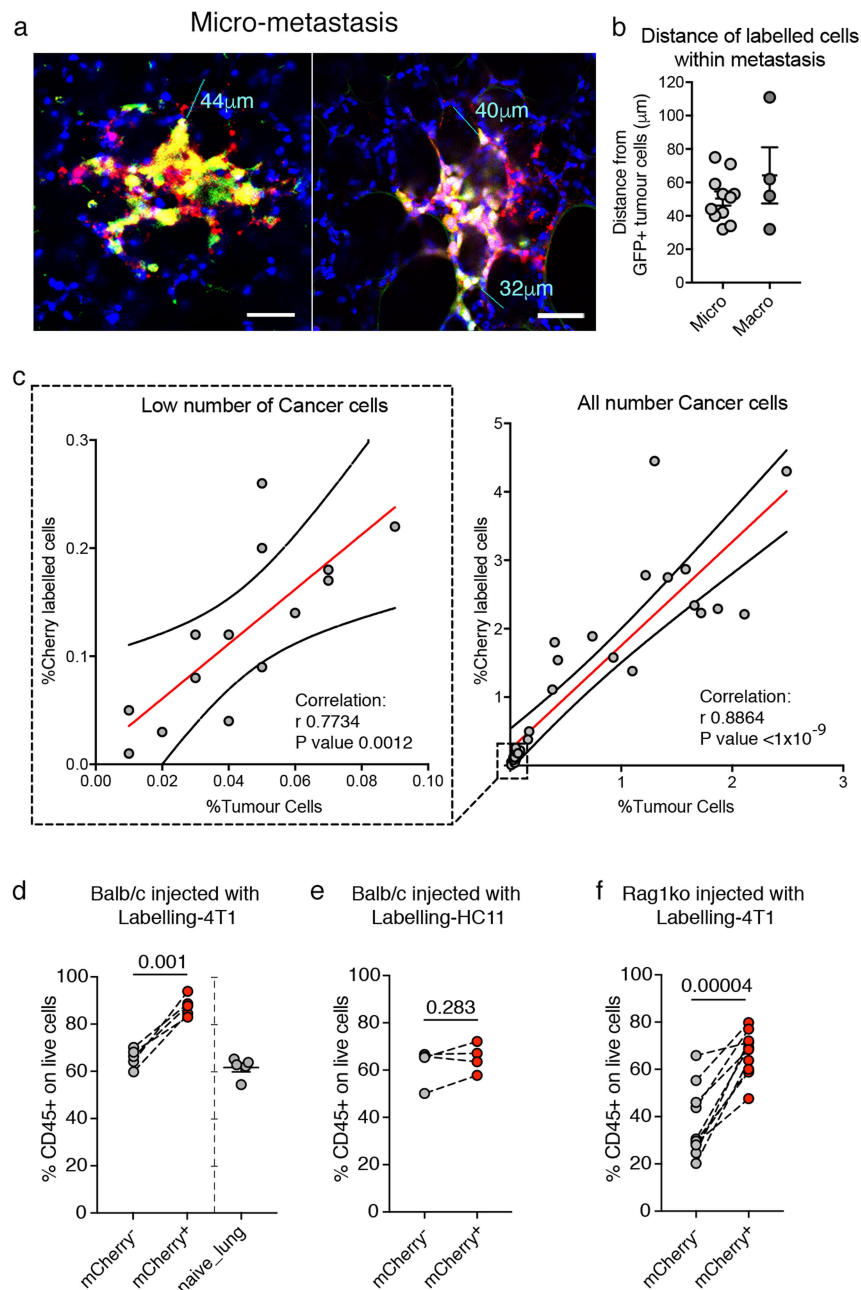 a
Micro-metastasis
44μm
40μm
32μm
b
Distance of labelled cells
within metastasis
Distance from
GFP+ tumour cells (μm)
120
100
80
60
40
20
0
Micro
Macro
c
Low number of Cancer cells
%Cherry labelled cells
0.3
0.2
0.1
0.0
0.00
0.02
0.04
0.06
0.08
0.10
%Tumour Cells
Correlation:
r 0.7734
P value 0.0012
All number Cancer cells
%Cherry labelled cells
5
4
3
2
1
1
2
3
%Tumour Cells
Correlation:
r 0.8864
P value <1x10⁻⁹
d
Balb/c injected with
Labelling-4T1
% CD45+ on live cells
100
80
60
40
20
0
0.001
mCherry⁻
mCherry⁺
naive_lung
e
Balb/c injected with
Labelling-HC11
% CD45+ on live cells
100
80
60
40
20
0
0.283
mCherry⁻
mCherry⁺
f
Rag1ko injected with
Labelling-4T1
% CD45+ on live cells
100
80
60
40
20
0
0.00004
mCherry⁻
mCherry⁺